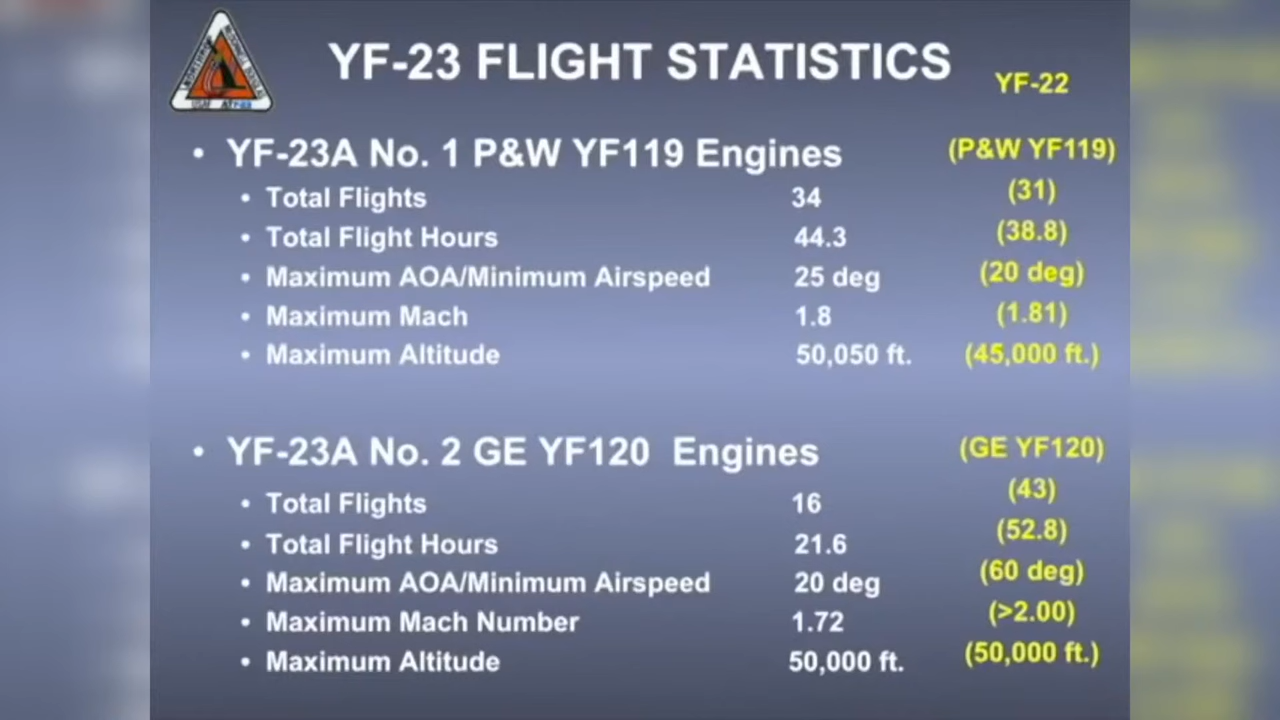 YF-23 FLIGHT STATISTICS
YF-22
• YF-23A No. 1 P&W YF119 Engines (P&W YF119)
• Total Flights 34 (31)
• Total Flight Hours 44.3 (38.8)
• Maximum AOA/Minimum Airspeed 25 deg (20 deg)
• Maximum Mach 1.8 (1.81)
• Maximum Altitude 50,050 ft. (45,000 ft.)
• YF-23A No. 2 GE YF120 Engines (GE YF120)
• Total Flights 16 (43)
• Total Flight Hours 21.6 (52.8)
• Maximum AOA/Minimum Airspeed 20 deg (60 deg)
• Maximum Mach Number 1.72 (>2.00)
• Maximum Altitude 50,000 ft. (50,000 ft.)